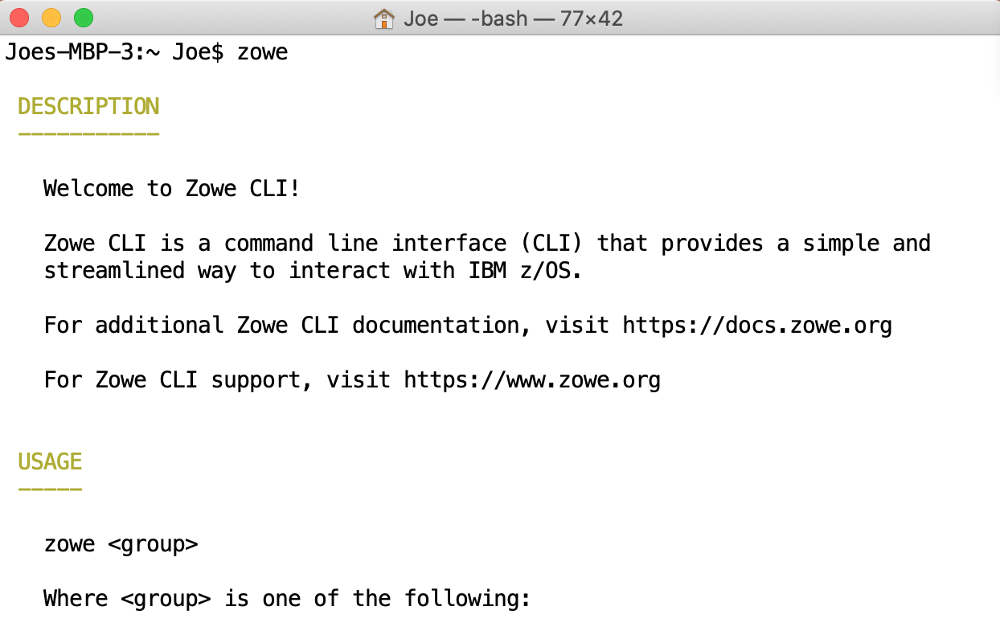 Joe — -bash — 77×42
Joes-MBP-3:~ Joe$ zowe
DESCRIPTION
-----------
Welcome to Zowe CLI!
Zowe CLI is a command line interface (CLI) that provides a simple and
streamlined way to interact with IBM z/OS.
For additional Zowe CLI documentation, visit https://docs.zowe.org
For Zowe CLI support, visit https://www.zowe.org
USAGE
-----
zowe <group>
Where <group> is one of the following: